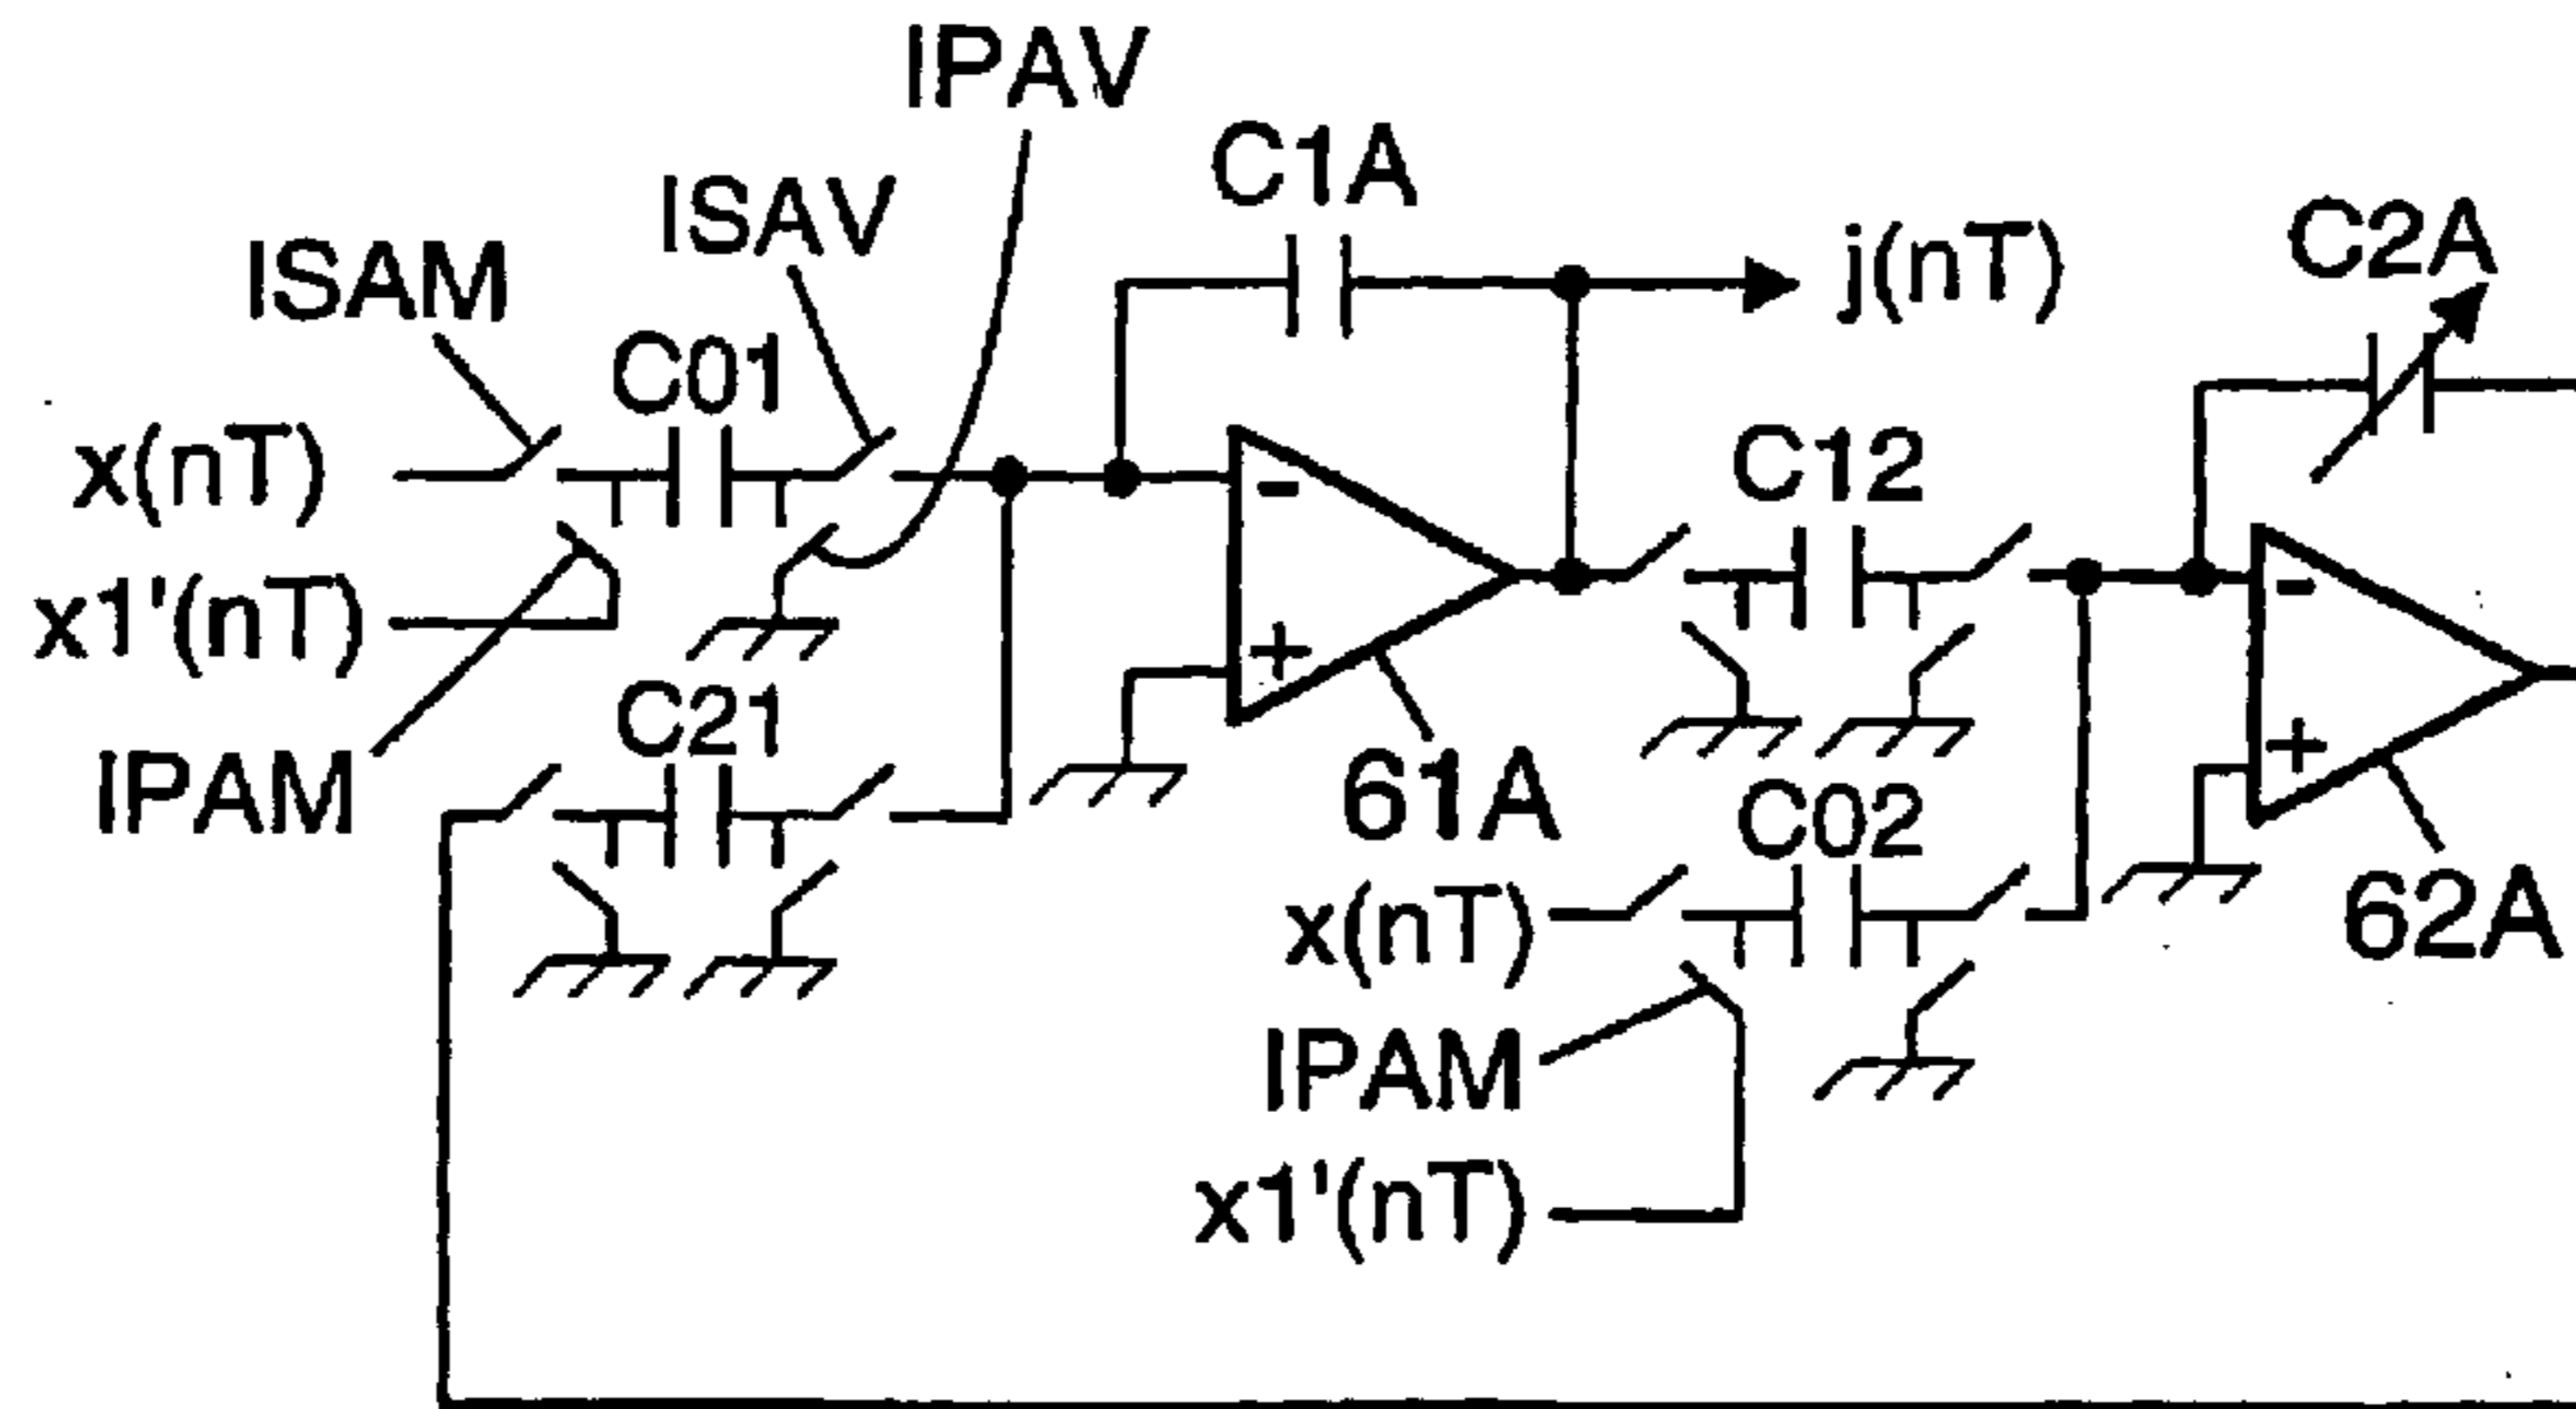 IPAV
C1A
ISAV
C2A
ISAM
j(nT)
C01
x(nT)
C12
-
x1'(nT)
-
+
C21
IPAM
61A
+
C02
x(nT)
62A
IPAM
x1'(nT)